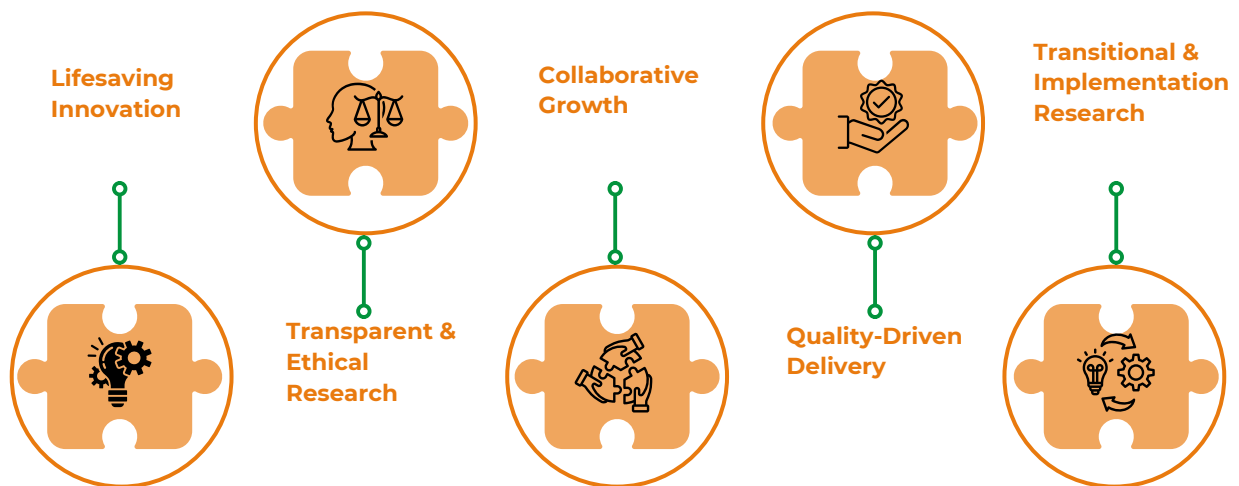 Lifesaving
Innovation
Transparent &
Ethical
Research
Collaborative
Growth
Quality-Driven
Delivery
Transitional &
Implementation
Research